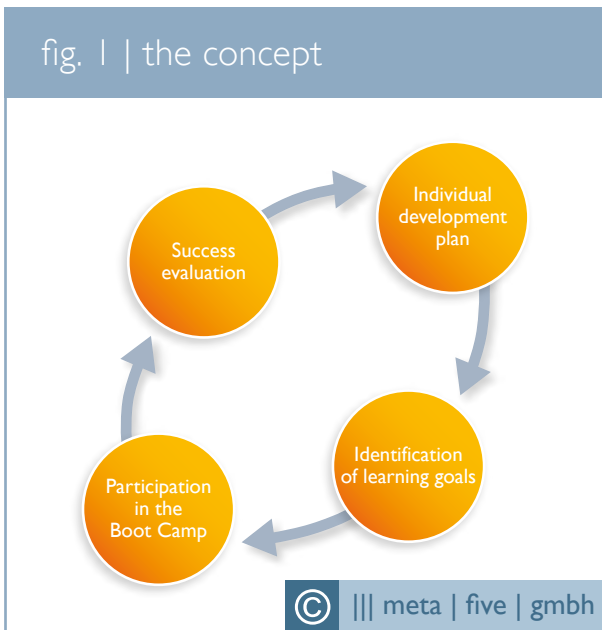 fig. 1 | the concept
Individual
development
plan
Success
evaluation
Identification
of learning goals
Participation
in the
Boot Camp
© ||| meta | five | gmbh